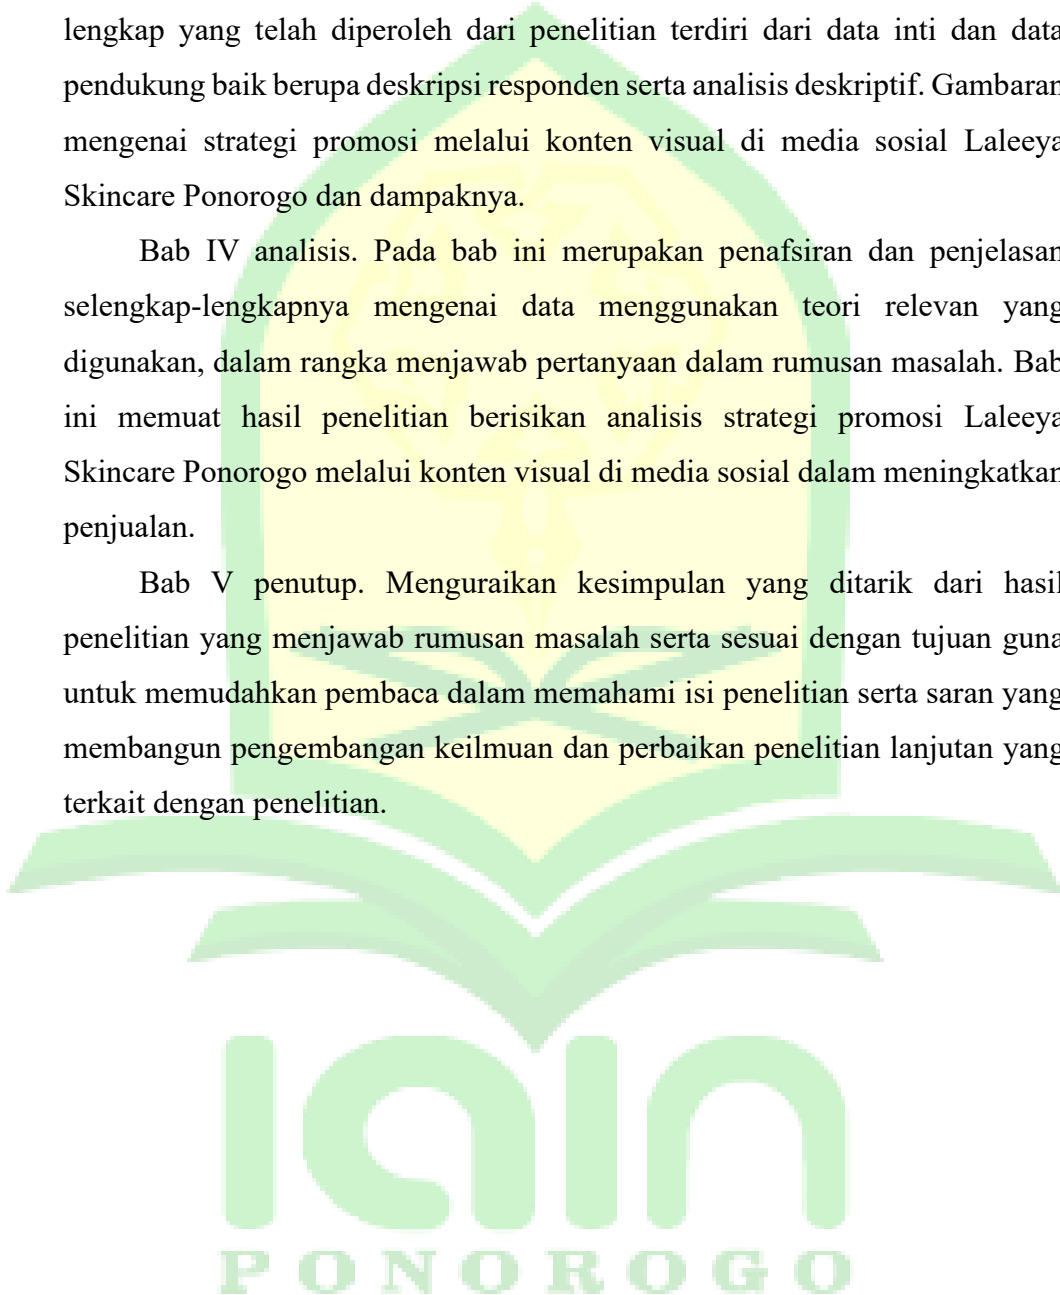 lengkap yang telah diperoleh dari penelitian terdiri dari data inti dan data
pendukung baik berupa deskripsi responden serta analisis deskriptif. Gambaran
mengenai strategi promosi melalui konten visual di media sosial Laleeya
Skincare Ponorogo dan dampaknya.
Bab IV analisis. Pada bab ini merupakan penafsiran dan penjelasan
selengkap-lengkapnya mengenai data menggunakan teori relevan yang
digunakan, dalam rangka menjawab pertanyaan dalam rumusan masalah. Bab
ini memuat hasil penelitian berisikan analisis strategi promosi Laleeya
Skincare Ponorogo melalui konten visual di media sosial dalam meningkatkan
penjualan.
Bab V penutup. Menguraikan kesimpulan yang ditarik dari hasil
penelitian yang menjawab rumusan masalah serta sesuai dengan tujuan guna
untuk memudahkan pembaca dalam memahami isi penelitian serta saran yang
membangun pengembangan keilmuan dan perbaikan penelitian lanjutan yang
terkait dengan penelitian.
iain
PONOROGO